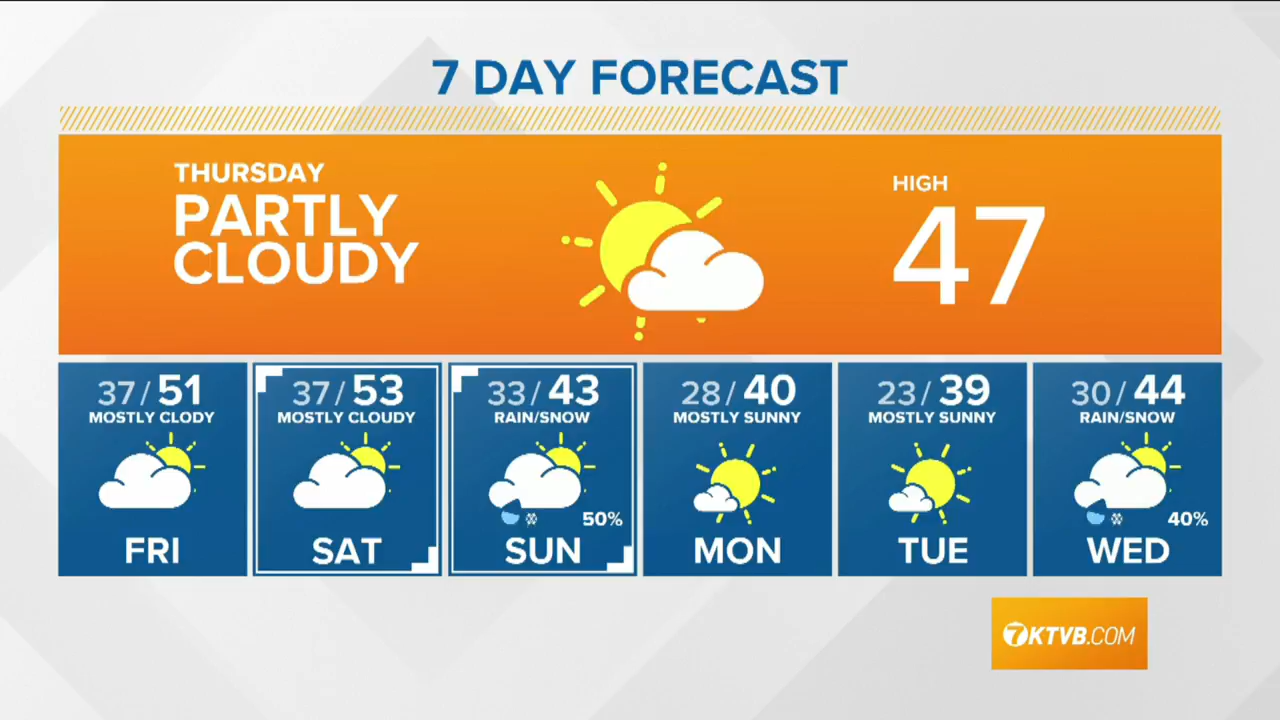 7 DAY FORECAST
THURSDAY
PARTLY
CLOUDY
HIGH
47
37 / 51
MOSTLY CLODY
FRI
37 / 53
MOSTLY CLOUDY
SAT
33 / 43
RAIN/SNOW
50%
SUN
28 / 40
MOSTLY SUNNY
MON
23 / 39
MOSTLY SUNNY
TUE
30 / 44
RAIN/SNOW
40%
WED
7KTVB.COM